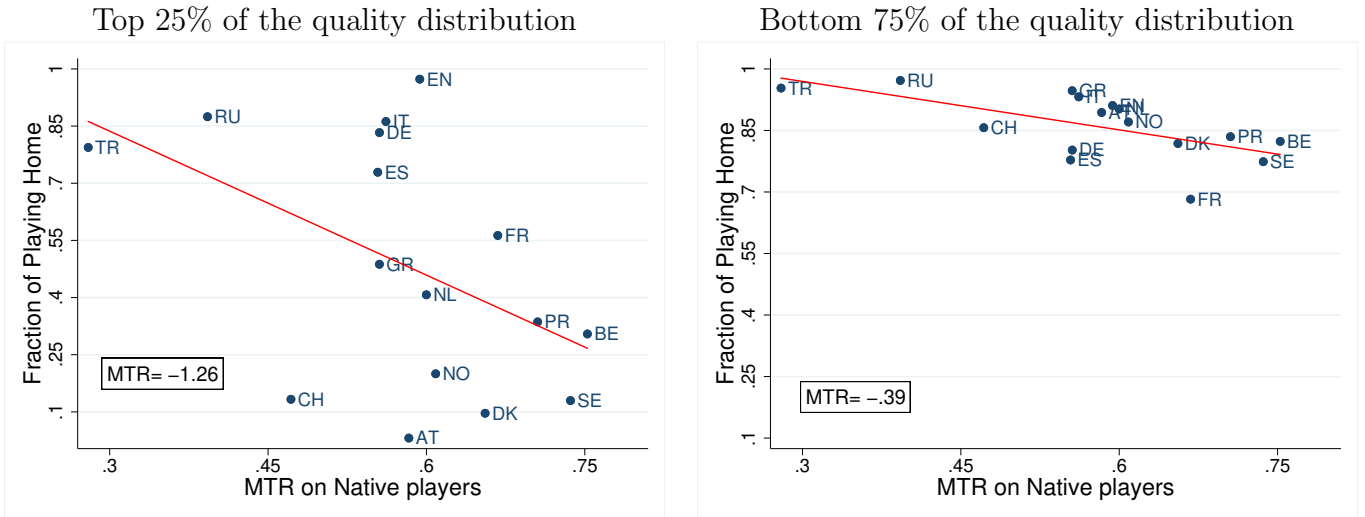 Top 25% of the quality distribution
Fraction of Playing Home
1
.85
.7
.55
.4
.25
.1
EN
RU
IT
DE
TR
ES
FR
GR
NL
PR
BE
NO
CH
SE
DK
AT
MTR= −1.26
.3 .45 .6 .75
MTR on Native players
Bottom 75% of the quality distribution
Fraction of Playing Home
1
.85
.7
.55
.4
.25
.1
RU
TR
GR
IT
EN
NL
AT
NO
CH
PR
BE
DK
DE
ES
SE
FR
MTR= −.39
.3 .45 .6 .75
MTR on Native players